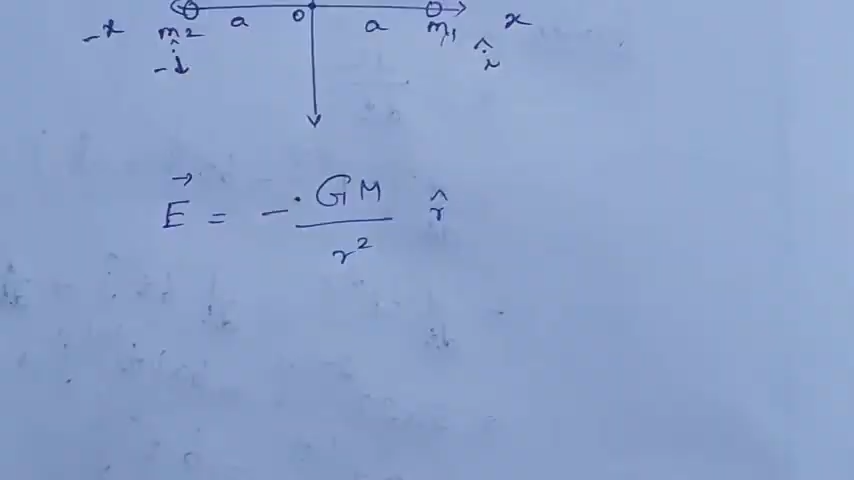 a o a
-x m2 m1 x
-î î
E⃗ = - GM / r² r̂